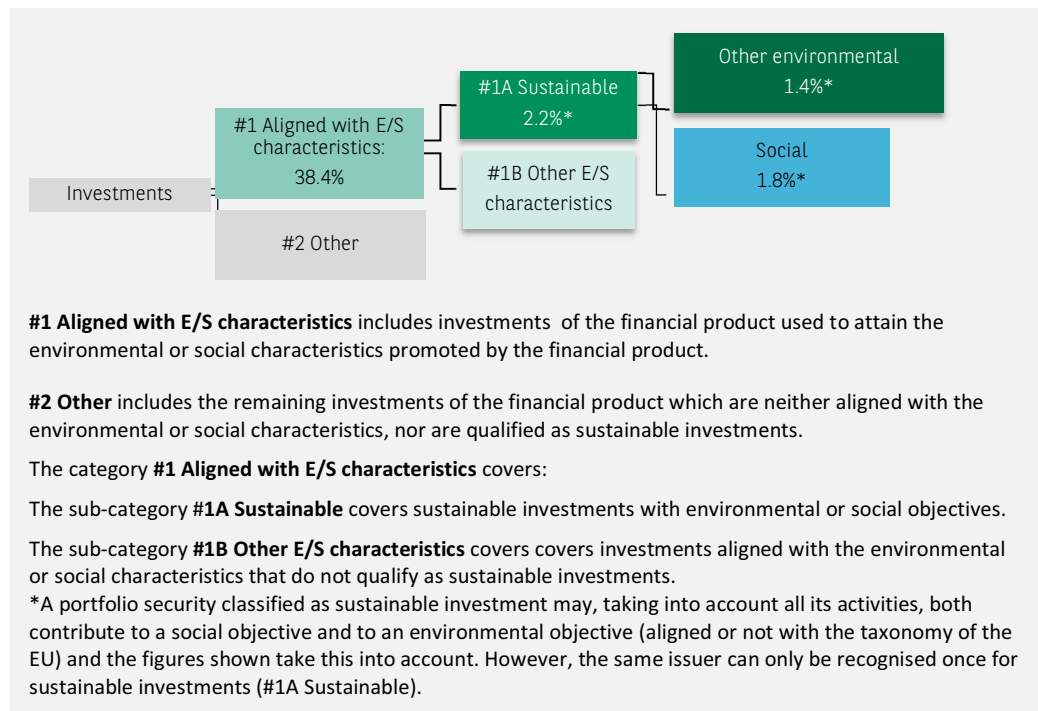 Other environmental
1.4%*
#1A Sustainable
2.2%*
#1 Aligned with E/S
characteristics:
38.4%
Social
1.8%*
#1B Other E/S
characteristics
Investments
#2 Other
#1 Aligned with E/S characteristics includes investments of the financial product used to attain the
environmental or social characteristics promoted by the financial product.
#2 Other includes the remaining investments of the financial product which are neither aligned with the
environmental or social characteristics, nor are qualified as sustainable investments.
The category #1 Aligned with E/S characteristics covers:
The sub-category #1A Sustainable covers sustainable investments with environmental or social objectives.
The sub-category #1B Other E/S characteristics covers covers investments aligned with the environmental
or social characteristics that do not qualify as sustainable investments.
*A portfolio security classified as sustainable investment may, taking into account all its activities, both
contribute to a social objective and to an environmental objective (aligned or not with the taxonomy of the
EU) and the figures shown take this into account. However, the same issuer can only be recognised once for
sustainable investments (#1A Sustainable).